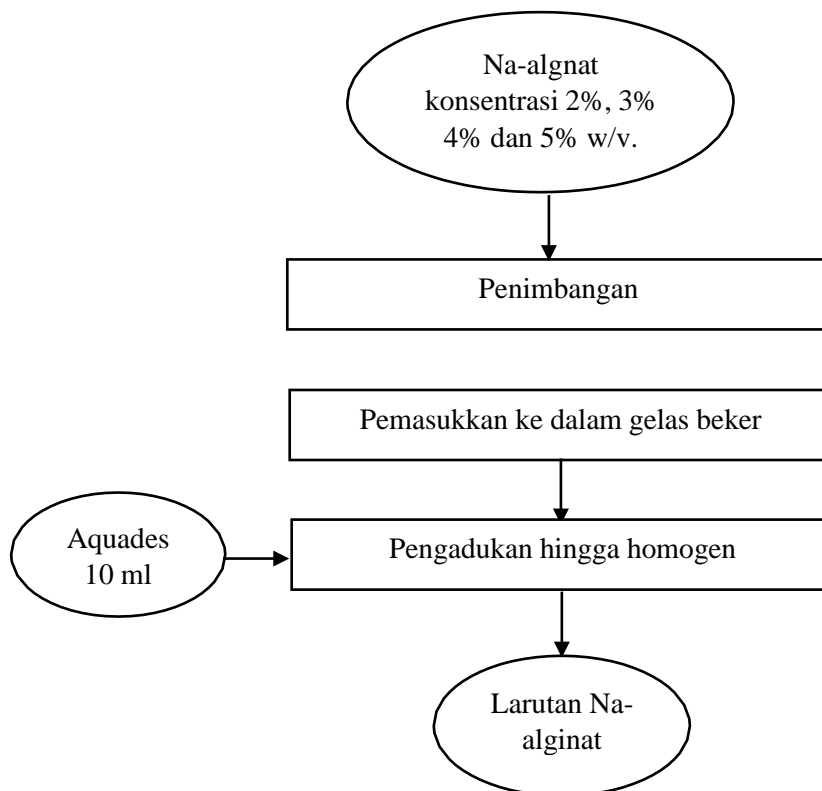 Na-algnat
konsentrasi 2%, 3%
4% dan 5% w/v.
Penimbangan
Pemasukkan ke dalam gelas beker
Aquades
10 ml
Pengadukan hingga homogen
Larutan Na-
alginat